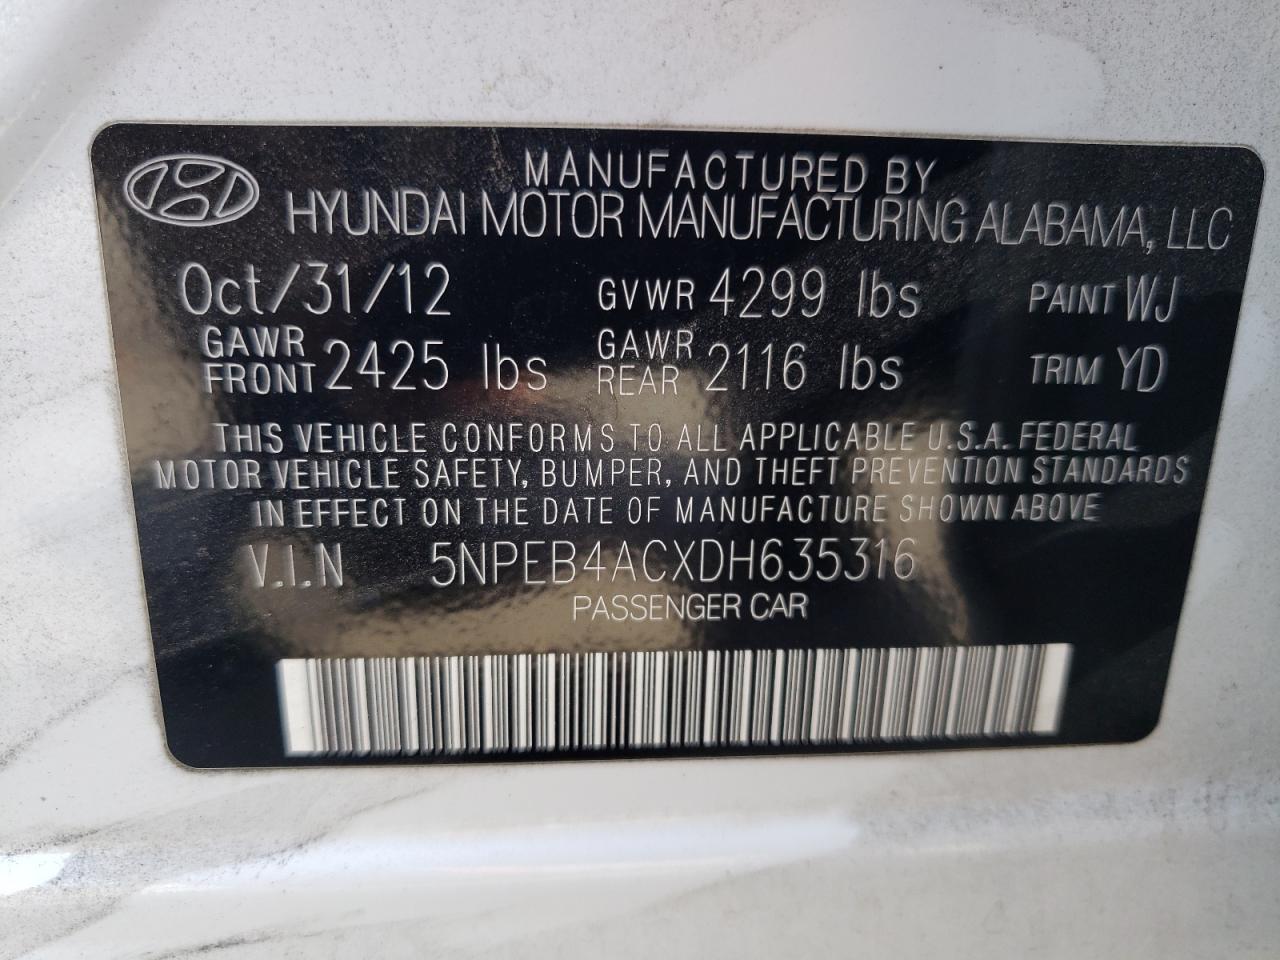 MANUFACTURED BY
HYUNDAI MOTOR MANUFACTURING ALABAMA, LLC
Oct/31/12 GVWR 4299 lbs PAINT WJ
GAWR FRONT 2425 lbs GAWR REAR 2116 lbs TRIM YD
THIS VEHICLE CONFORMS TO ALL APPLICABLE U.S.A. FEDERAL
MOTOR VEHICLE SAFETY, BUMPER, AND THEFT PREVENTION STANDARDS
IN EFFECT ON THE DATE OF MANUFACTURE SHOWN ABOVE
V.I.N 5NPEB4ACXDH635316
PASSENGER CAR